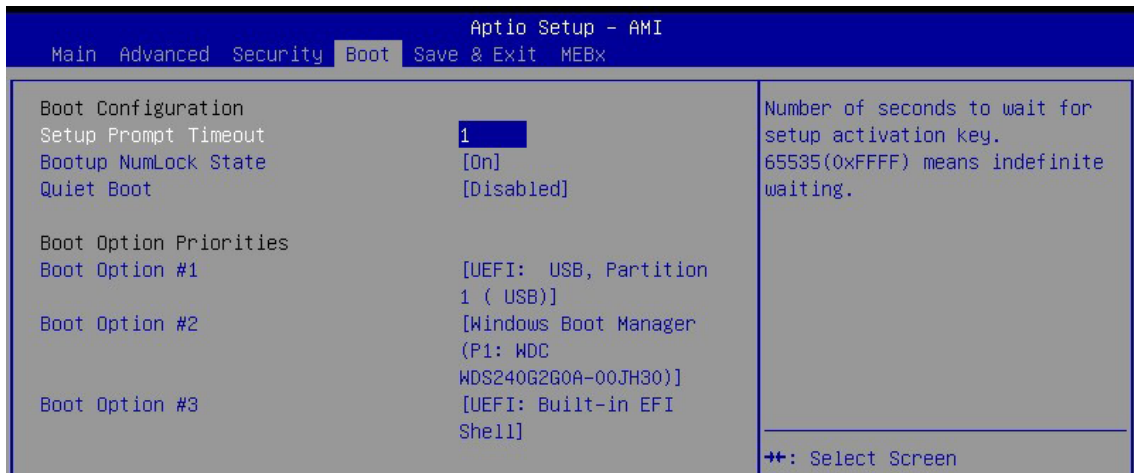 Aptio Setup – AMI
Main Advanced Security Boot Save & Exit MEBx
Boot Configuration
Setup Prompt Timeout 1
Bootup NumLock State [On]
Quiet Boot [Disabled]
Boot Option Priorities
Boot Option #1 [UEFI: USB, Partition
1 ( USB)]
Boot Option #2 [Windows Boot Manager
(P1: WDC
WDS240G2G0A-00JH30)]
Boot Option #3 [UEFI: Built-in EFI
Shell]
Number of seconds to wait for
setup activation key.
65535(0xFFFF) means indefinite
waiting.
→←: Select Screen